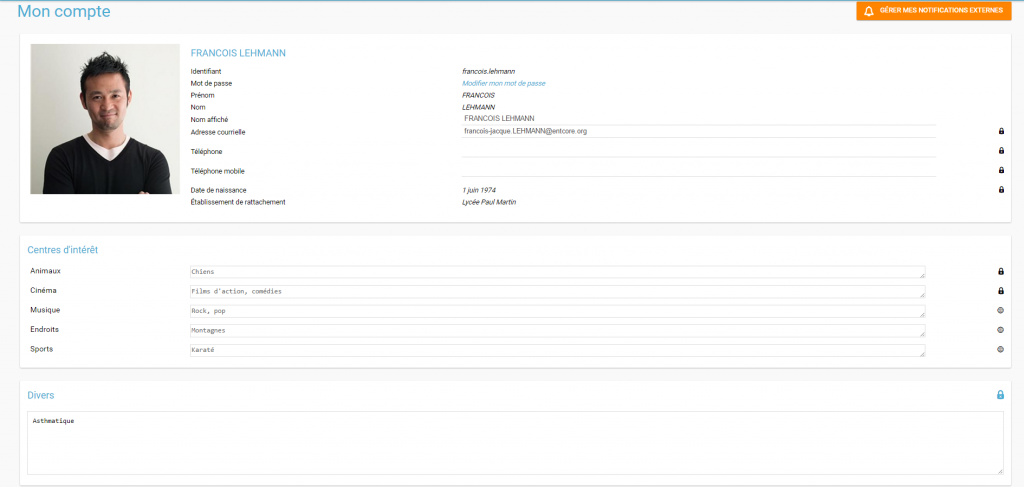 Mon compte
GÉRER MES NOTIFICATIONS EXTERNES
FRANCOIS LEHMANN
Identifiant francois.lehmann
Mot de passe Modifier mon mot de passe
Prénom FRANCOIS
Nom LEHMANN
Nom affiché FRANCOIS LEHMANN
Adresse courrielle francois-jacque.LEHMANN@entcore.org
Téléphone
Téléphone mobile
Date de naissance 1 juin 1974
Établissement de rattachement Lycée Paul Martin
Centres d'intérêt
Animaux Chiens
Cinéma Films d'action, comédies
Musique Rock, pop
Endroits Montagnes
Sports Karaté
Divers
Asthmatique